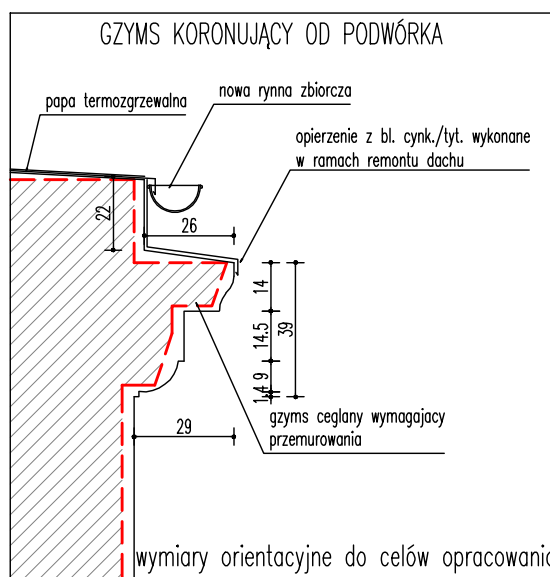 GZYMS KORONUJĄCY OD PODWÓRKA
nowa rynna zbiorcza
papa termozgrzewalna
opierzenie z bl. cynk./tyt. wykonane
w ramach remontu dachu
22
26
14
14.5
39
9
1.4
29
gzyms ceglany wymagajacy
przemurowania
wymiary orientacyjne do celów opracowania